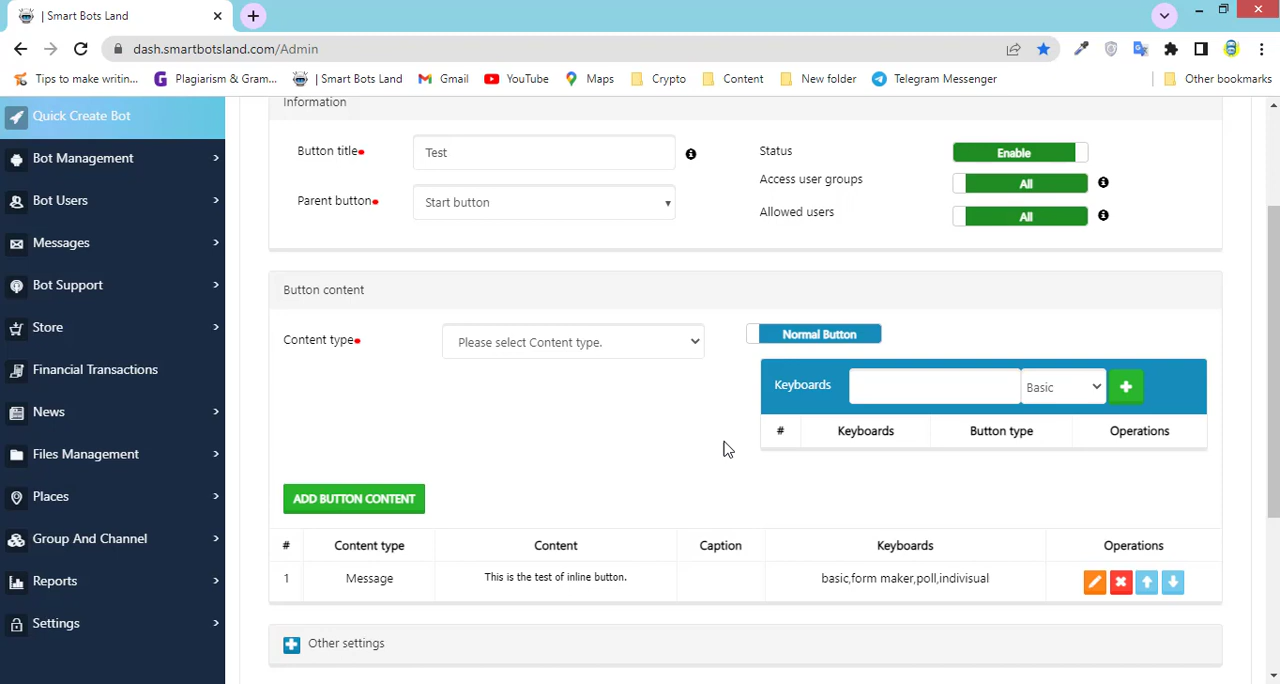 | Smart Bots Land
dash.smartbotsland.com/Admin
Tips to make writin...
Plagiarism & Gram...
| Smart Bots Land
Gmail
YouTube
Maps
Crypto
Content
New folder
Telegram Messenger
Other bookmarks
Quick Create Bot
Bot Management
Bot Users
Messages
Bot Support
Store
Financial Transactions
News
Files Management
Places
Group And Channel
Reports
Settings
Information
Button title
Test
Status
Enable
Access user groups
All
Parent button
Start button
Allowed users
All
Button content
Content type
Please select Content type.
Normal Button
Keyboards
Basic
# Keyboards Button type Operations
ADD BUTTON CONTENT
# Content type Content Caption Keyboards Operations
1 Message This is the test of inline button. basic,form maker,poll,indivisual
Other settings